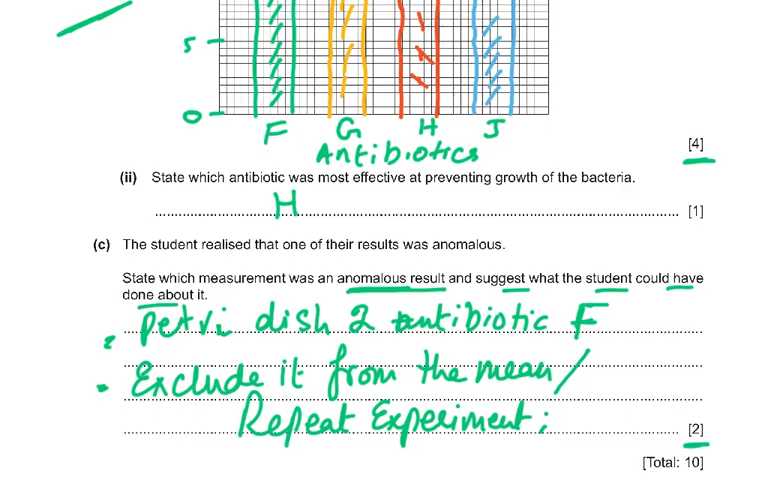 5
0
F G H J
Antibiotics
[4]
(ii) State which antibiotic was most effective at preventing growth of the bacteria.
H
[1]
(c) The student realised that one of their results was anomalous.
State which measurement was an anomalous result and suggest what the student could have
done about it.
petri dish 2 antibiotic F
Exclude it from the mean/
Repeat Experiment;
[2]
[Total: 10]